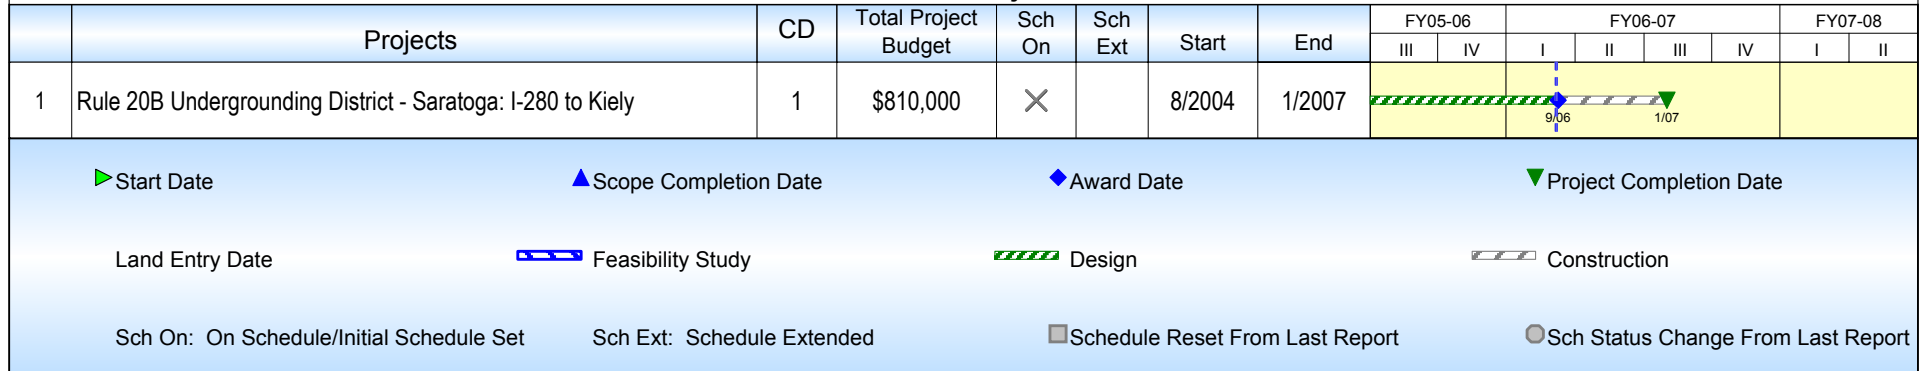 Projects CD Total Project Budget Sch On Sch Ext Start End FY05-06 FY06-07 FY07-08
III IV I II III IV I II
1 Rule 20B Undergrounding District - Saratoga: I-280 to Kiely 1 $810,000 8/2004 1/2007
9/06 1/07
Start Date Scope Completion Date Award Date Project Completion Date
Land Entry Date Feasibility Study Design Construction
Sch On: On Schedule/Initial Schedule Set Sch Ext: Schedule Extended Schedule Reset From Last Report Sch Status Change From Last Report